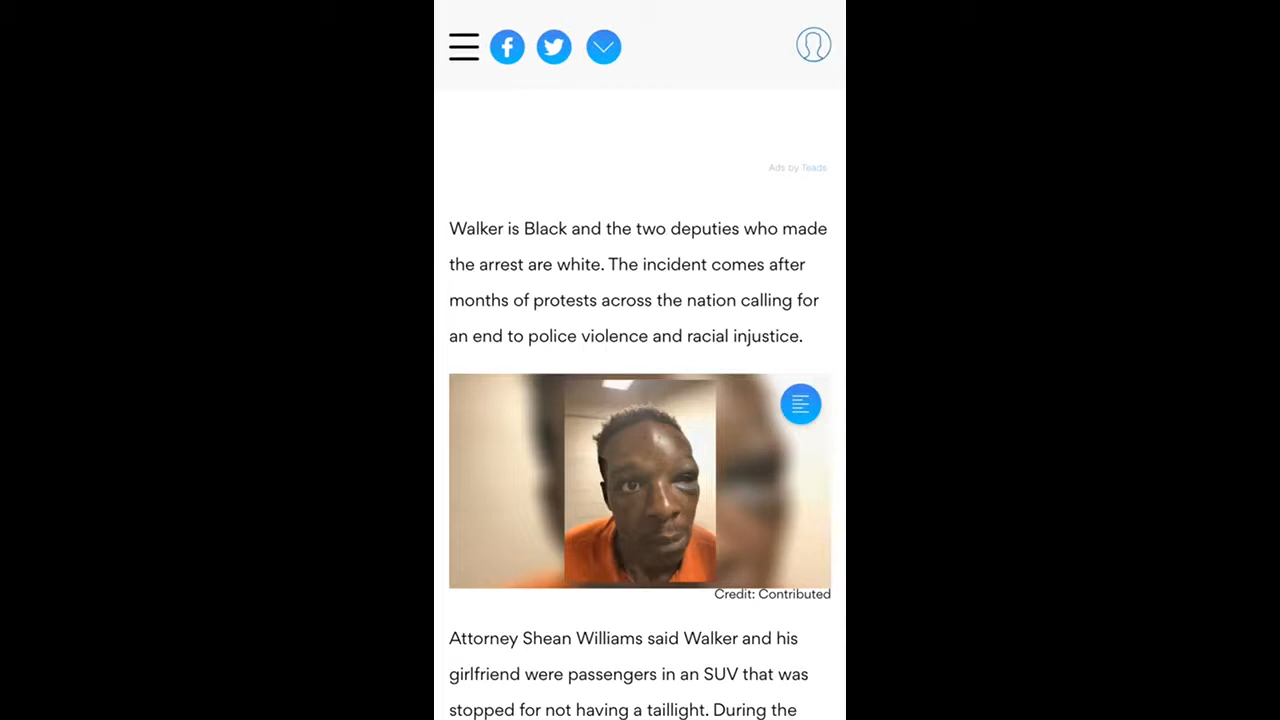 Ads by Teads
Walker is Black and the two deputies who made
the arrest are white. The incident comes after
months of protests across the nation calling for
an end to police violence and racial injustice.
Credit: Contributed
Attorney Shean Williams said Walker and his
girlfriend were passengers in an SUV that was
stopped for not having a taillight. During the